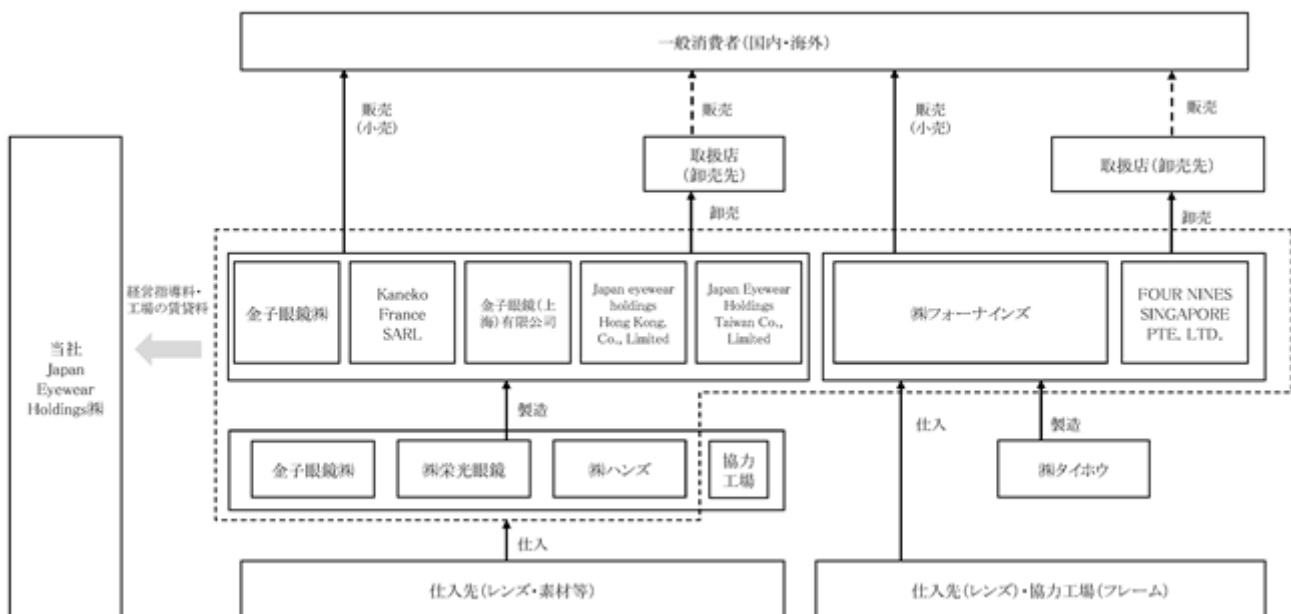 一般消費者(国内・海外)
販売
(小売)
販売
販売
(小売)
販売
取扱店
(卸売先)
取扱店(卸売先)
卸売
卸売
経営指導料・
工場の賃貸料
当社
Japan
Eyewear
Holdings㈱
金子眼鏡㈱
Kaneko
France
SARL
金子眼鏡(上
海)有限公司
Japan eyewear
holdings
Hong Kong.
Co., Limited
Japan Eyewear
Holdings
Taiwan Co.,
Limited
㈱フォーナインズ
FOUR NINES
SINGAPORE
PTE. LTD.
製造
仕入
製造
金子眼鏡㈱
㈱栄光眼鏡
㈱ハンズ
協力
工場
㈱タイホウ
仕入
仕入先(レンズ・素材等)
仕入先(レンズ)・協力工場(フレーム)